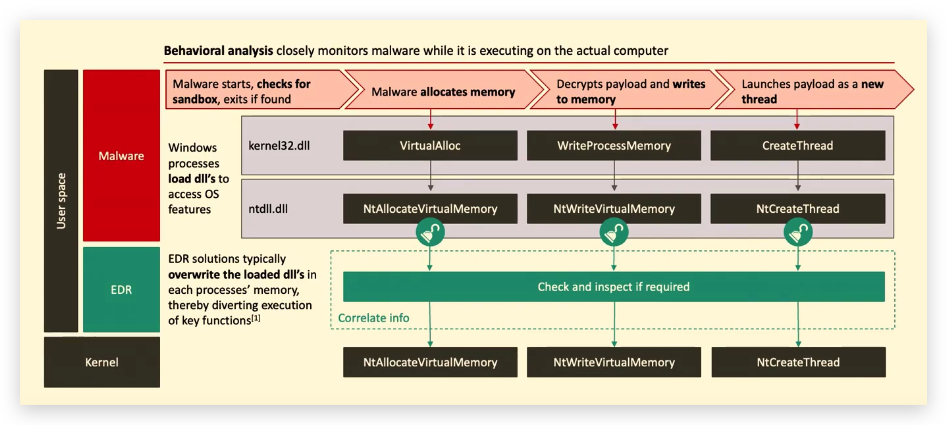 Behavioral analysis closely monitors malware while it is executing on the actual computer
Malware starts, checks for
sandbox, exits if found
Malware allocates memory
Decrypts payload and writes
to memory
Launches payload as a new
thread
User space
Malware
Windows
processes
load dll's to
access OS
features
kernel32.dll
VirtualAlloc
WriteProcessMemory
CreateThread
ntdll.dll
NtAllocateVirtualMemory
NtWriteVirtualMemory
NtCreateThread
EDR
EDR solutions typically
overwrite the loaded dll's in
each processes' memory,
thereby diverting execution
of key functions[1]
Check and inspect if required
Correlate info
Kernel
NtAllocateVirtualMemory
NtWriteVirtualMemory
NtCreateThread